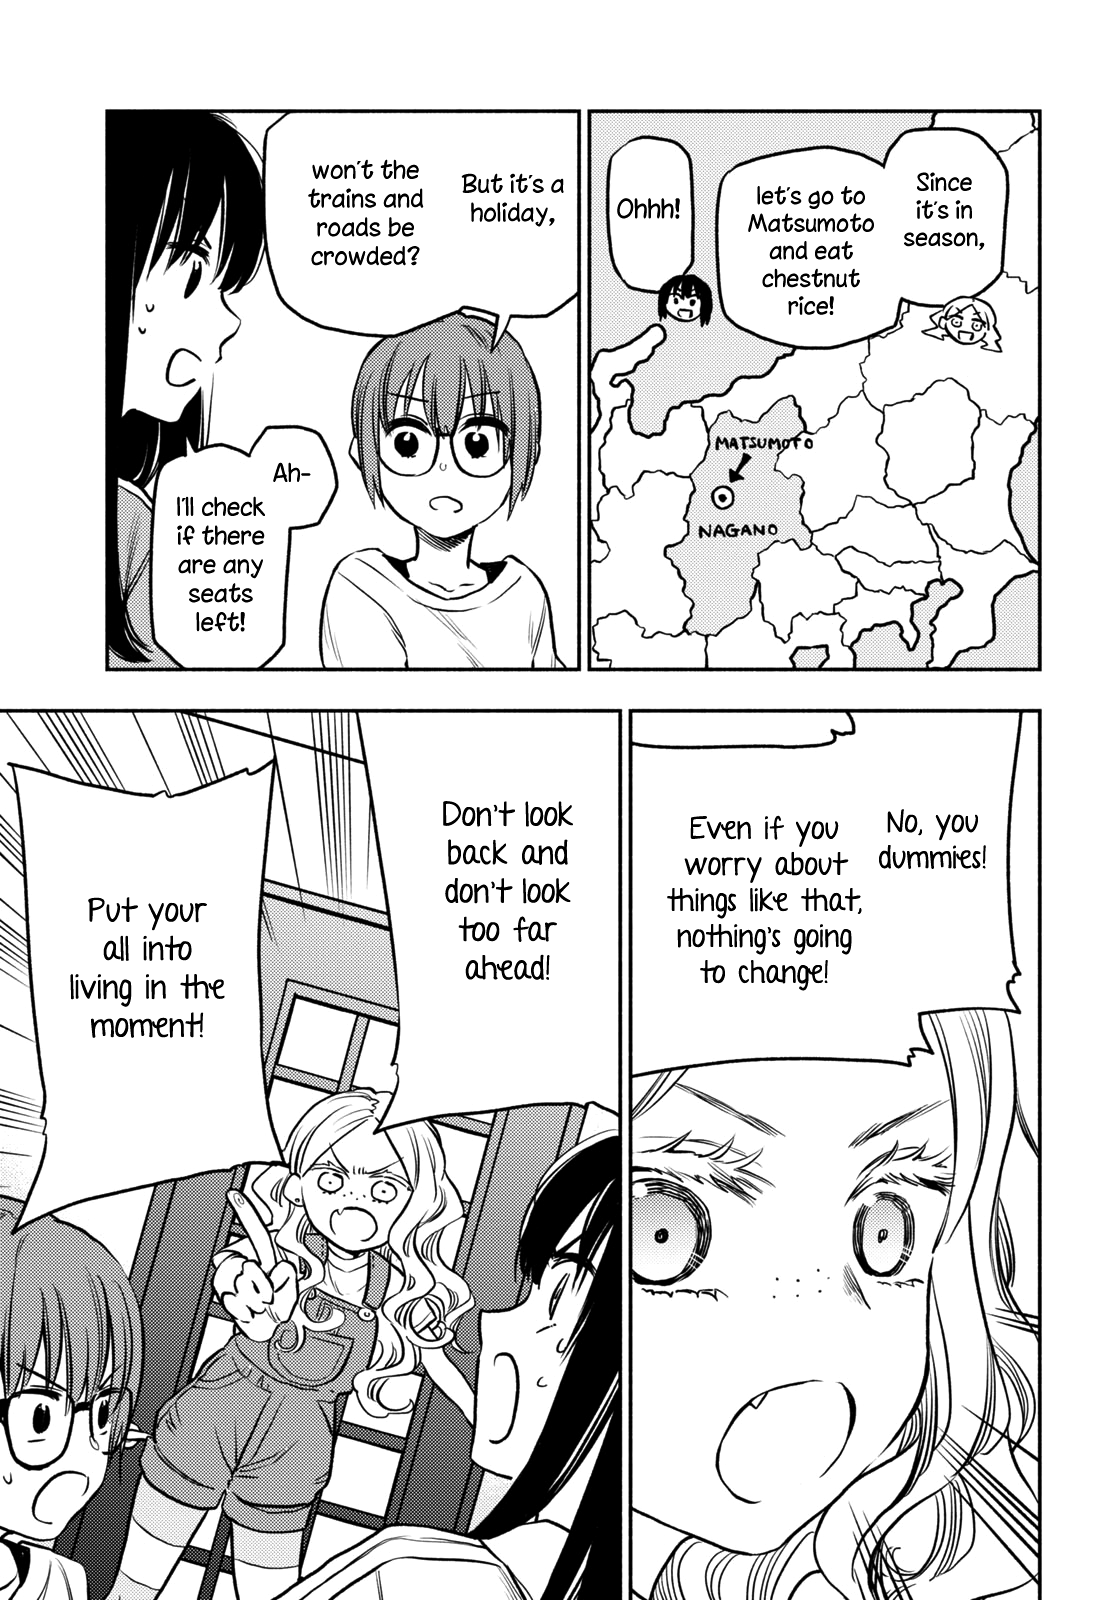 Since
it's in
season,
let's go to
Matsumoto
and eat
chestnut
rice!
Ohhh!
MATSUMOTO
NAGANO
But it's a
holiday,
won't the
trains and
roads be
crowded?
Ah-
I'll check
if there
are any
seats
left!
No, you
dummies!
Even if you
worry about
things like that,
nothing's going
to change!
Don't look
back and
don't look
too far
ahead!
Put your
all into
living in the
moment!